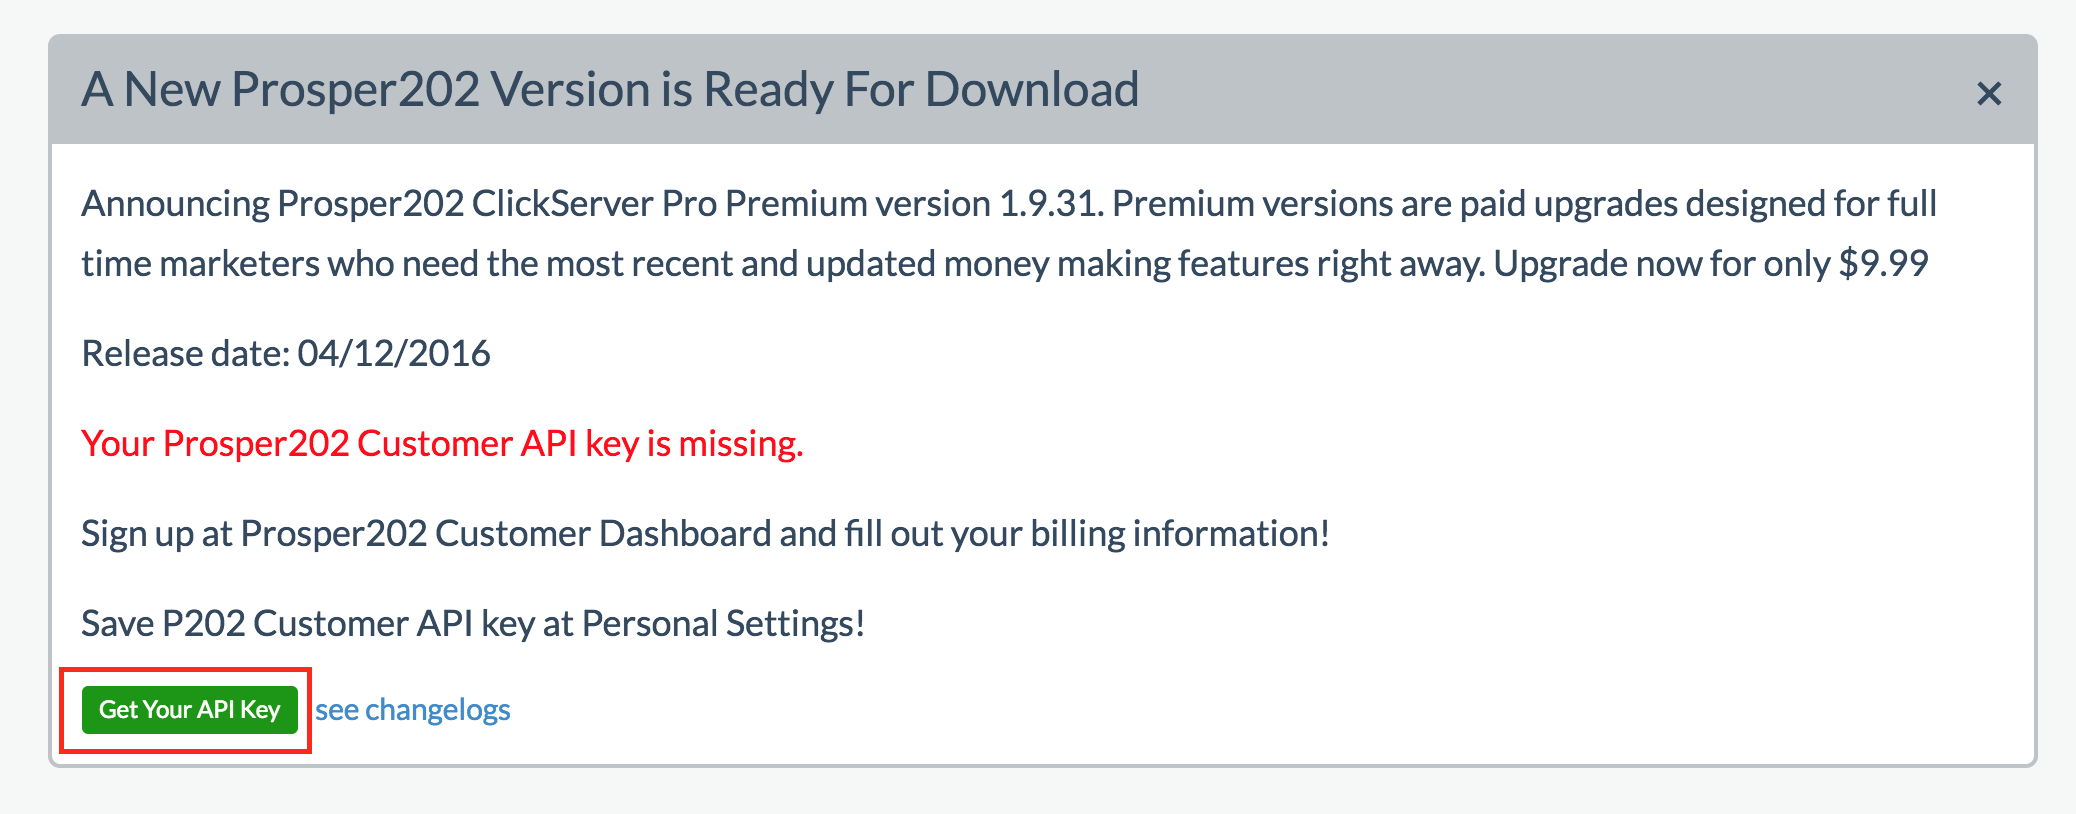 A New Prosper202 Version is Ready For Download
×
Announcing Prosper202 ClickServer Pro Premium version 1.9.31. Premium versions are paid upgrades designed for full
time marketers who need the most recent and updated money making features right away. Upgrade now for only $9.99
Release date: 04/12/2016
Your Prosper202 Customer API key is missing.
Sign up at Prosper202 Customer Dashboard and fill out your billing information!
Save P202 Customer API key at Personal Settings!
Get Your API Key see changelogs